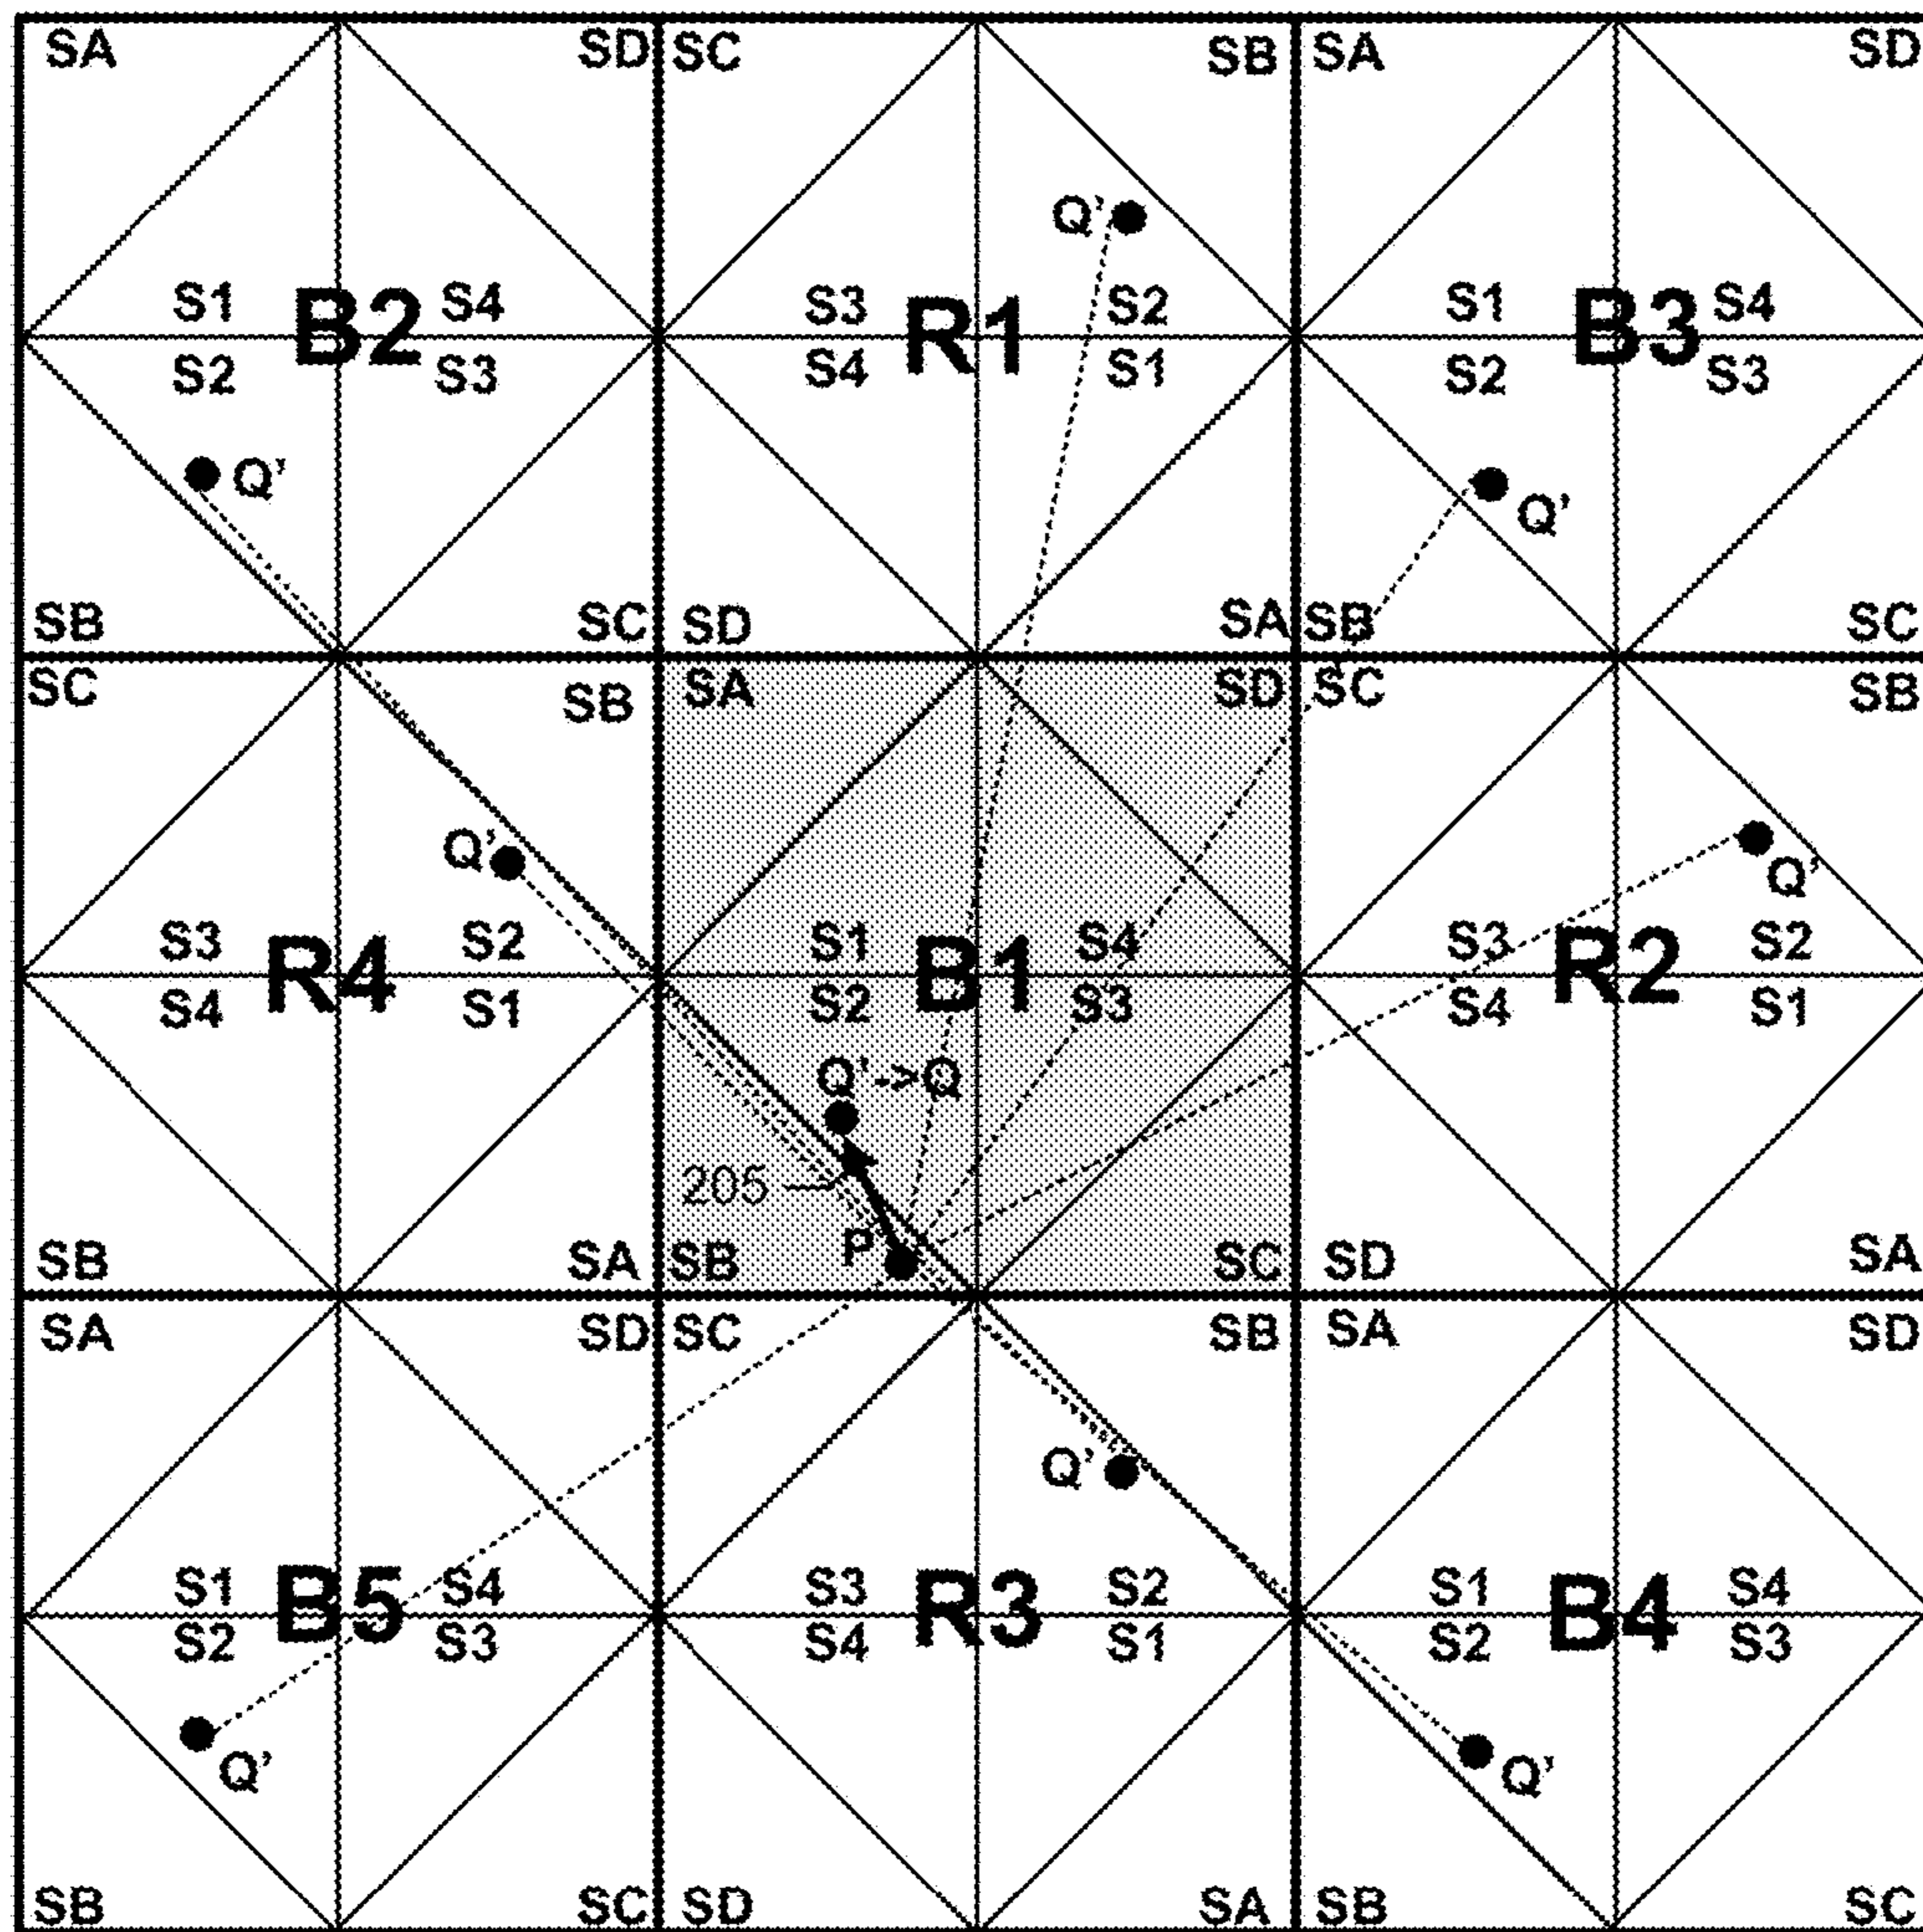 SA SD SC SB SA SD
Q'
S1 S4 S3 S2 S1 S4
B2 R1 B3
S2 S3 S4 S1 S2 S3
Q' Q'
SB SC SD SA SB SC
SC SB SA SD SC SB
Q' Q'
S3 S2 S1 S4 S3 S2
R4 B1 R2
S4 S1 S2 S3 S4 S1
Q'->Q
205
P
SB SA SB SC SD SA
SA SD SC SB SA SD
Q'
S1 S4 S3 S2 S1 S4
B5 R3 B4
S2 S3 S4 S1 S2 S3
Q' Q'
SB SC SD SA SB SC